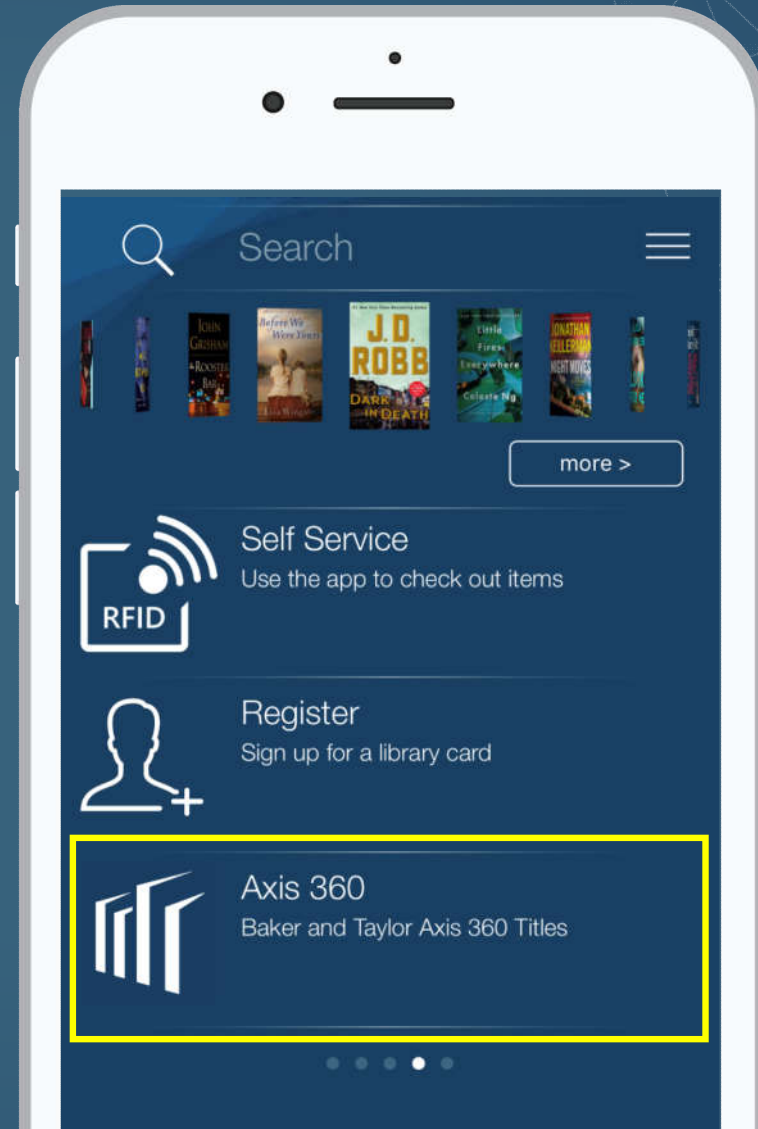 Search
JOHN
GRISHAM
ROOSTER
BAR
Before We
Were Yours
Lisa Wingate
J.D.
ROBB
DARK
IN DEATH
Little
Fires
Everywhere
Celeste Ng
JONATHAN
KELLERMAN
NIGHT MOVES
more >
Self Service
Use the app to check out items
RFID
Register
Sign up for a library card
Axis 360
Baker and Taylor Axis 360 Titles